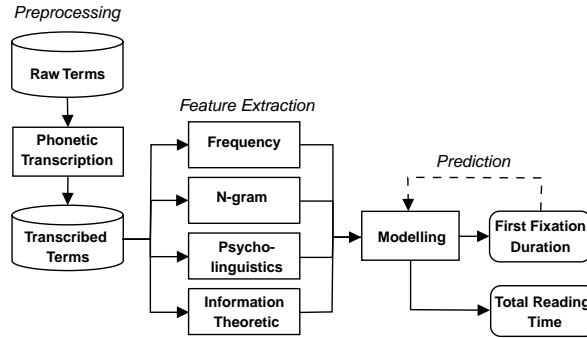 Preprocessing
Raw Terms
Phonetic
Transcription
Transcribed
Terms
Feature Extraction
Frequency
N-gram
Psycho-
linguistics
Information
Theoretic
Modelling
Prediction
First Fixation
Duration
Total Reading
Time